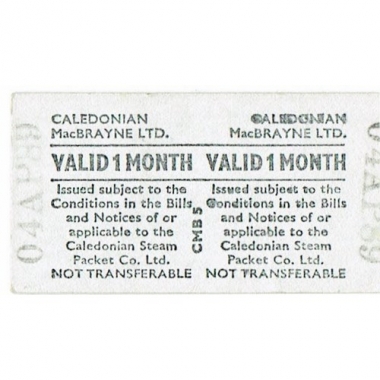 CALEDONIAN
MacBRAYNE LTD.
VALID 1 MONTH
Issued subject to the
Conditions in the Bills
and Notices of or
applicable to the
Caledonian Steam
Packet Co. Ltd.
NOT TRANSFERABLE
CMB 5
CALEDONIAN
MacBRAYNE LTD.
VALID 1 MONTH
Issued subject to the
Conditions in the Bills
and Notices of or
applicable to the
Caledonian Steam
Packet Co. Ltd.
NOT TRANSFERABLE
04AP89
04AP89